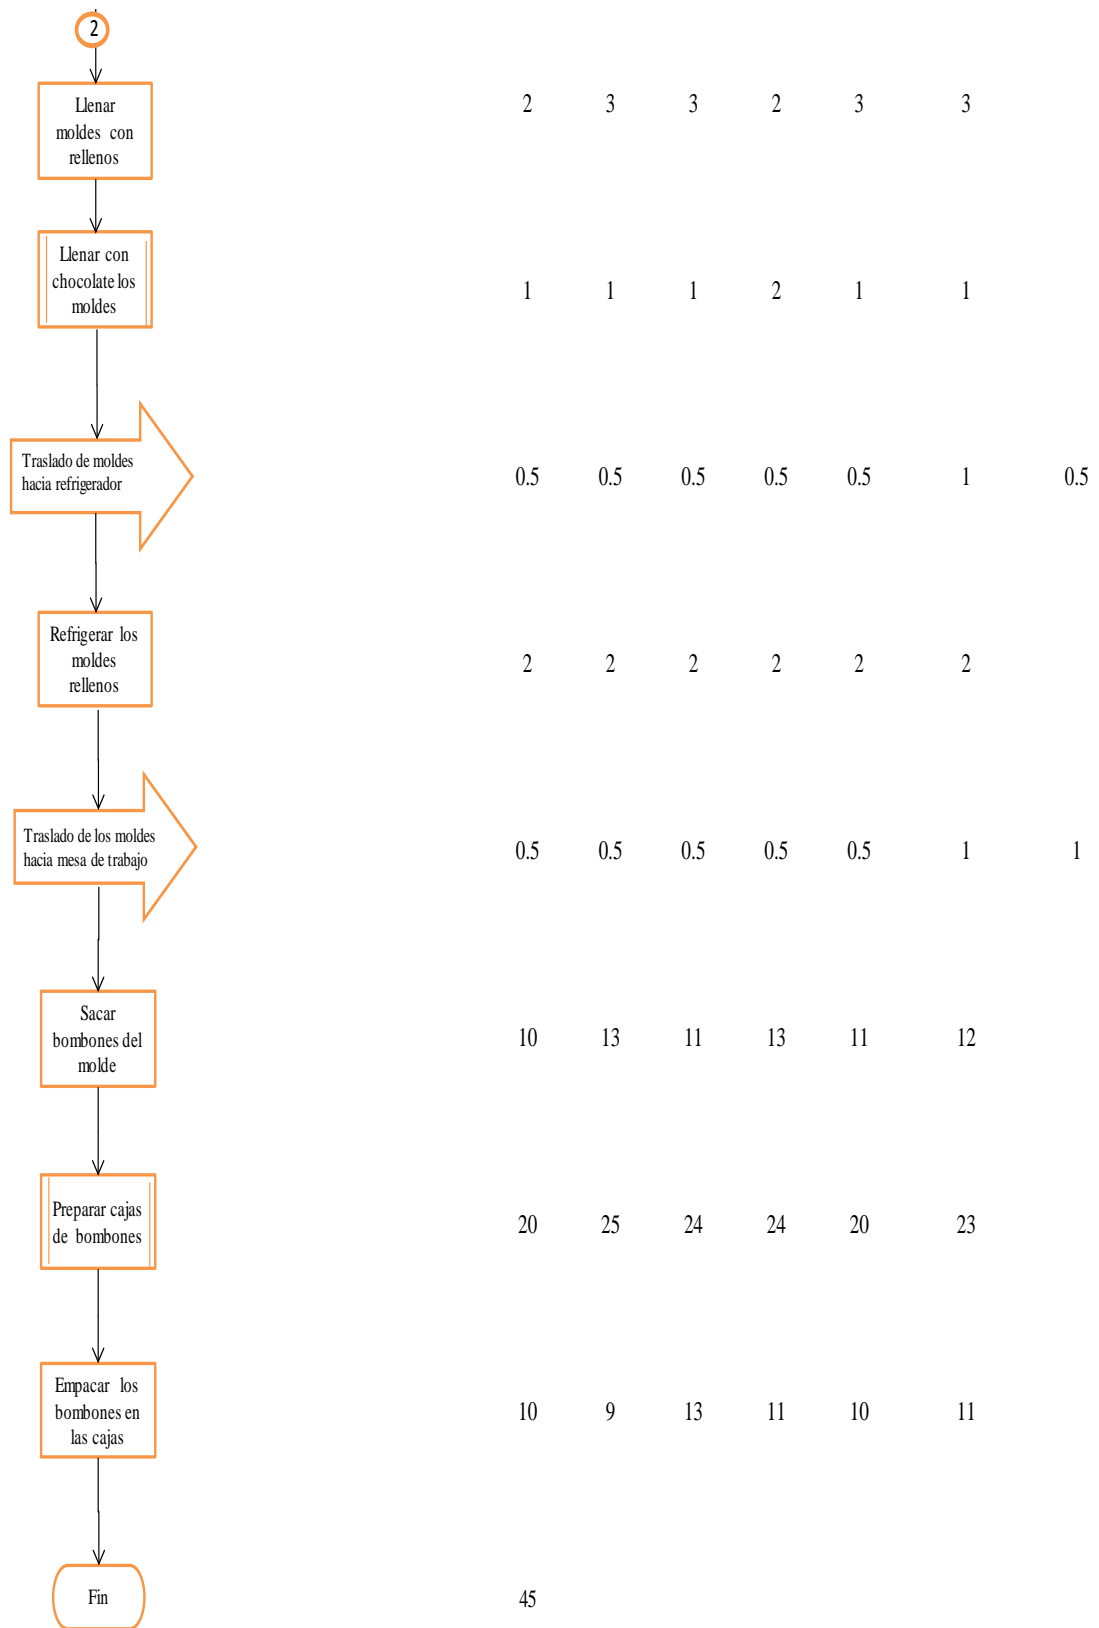 2
Llenar
moldes con
rellenos
2 3 3 2 3 3
Llenar con
chocolate los
moldes
1 1 1 2 1 1
Traslado de moldes
hacia refrigerador
0.5 0.5 0.5 0.5 0.5 1 0.5
Refrigerar los
moldes
rellenos
2 2 2 2 2 2
Traslado de los moldes
hacia mesa de trabajo
0.5 0.5 0.5 0.5 0.5 1 1
Sacar
bombones del
molde
10 13 11 13 11 12
Preparar cajas
de bombones
20 25 24 24 20 23
Empacar los
bombones en
las cajas
10 9 13 11 10 11
Fin
45